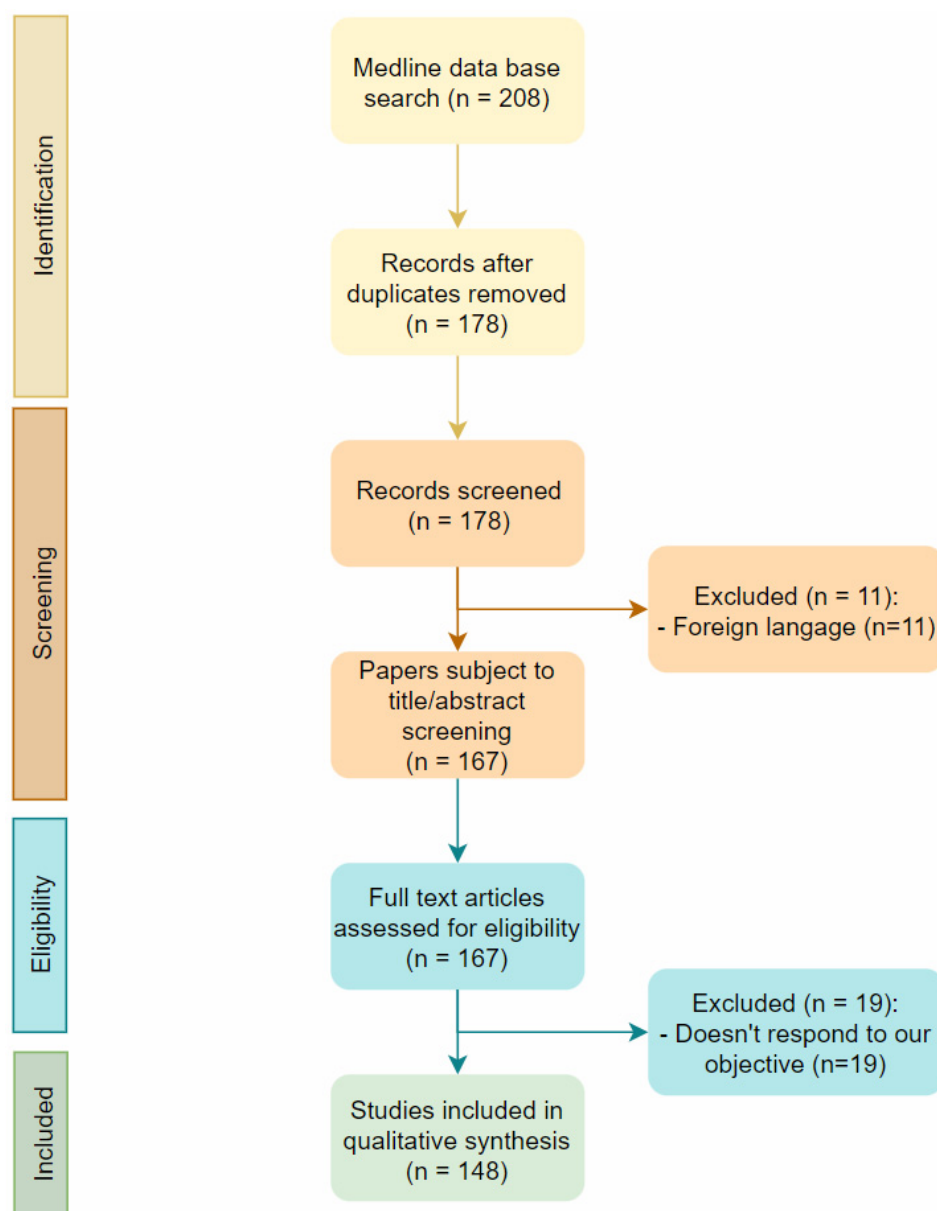 Identification
Medline data base
search (n = 208)
Records after
duplicates removed
(n = 178)
Screening
Records screened
(n = 178)
Excluded (n = 11):
- Foreign langage (n=11)
Papers subject to
title/abstract
screening
(n = 167)
Eligibility
Full text articles
assessed for eligibility
(n = 167)
Excluded (n = 19):
- Doesn't respond to our
objective (n=19)
Included
Studies included in
qualitative synthesis
(n = 148)